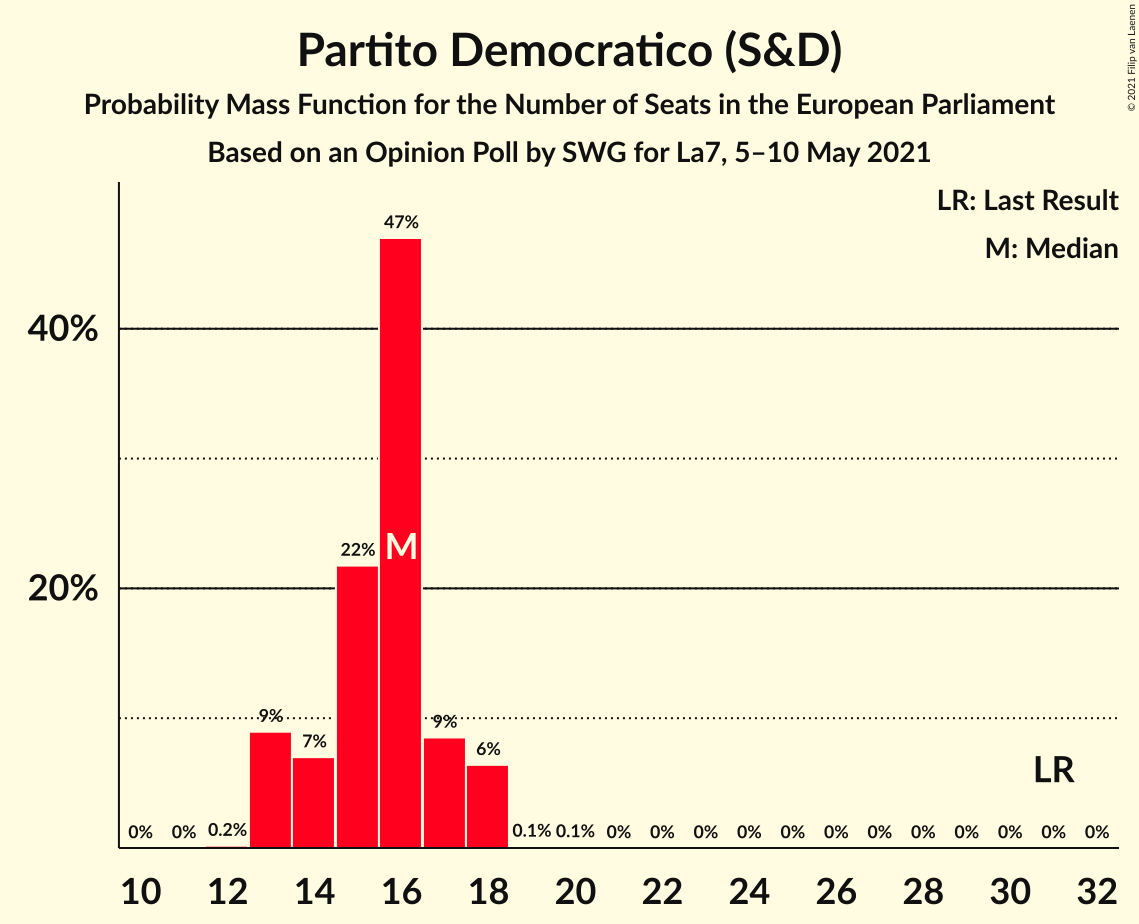 Partito Democratico (S&D)
Probability Mass Function for the Number of Seats in the European Parliament
Based on an Opinion Poll by SWG for La7, 5–10 May 2021
© 2021 Filip van Laenen
LR: Last Result
M: Median
47%
40%
22%
M
20%
9%
7%
9%
6%
LR
0% 0% 0.2% 0.1% 0.1% 0% 0% 0% 0% 0% 0% 0% 0% 0% 0% 0% 0%
10 12 14 16 18 20 22 24 26 28 30 32